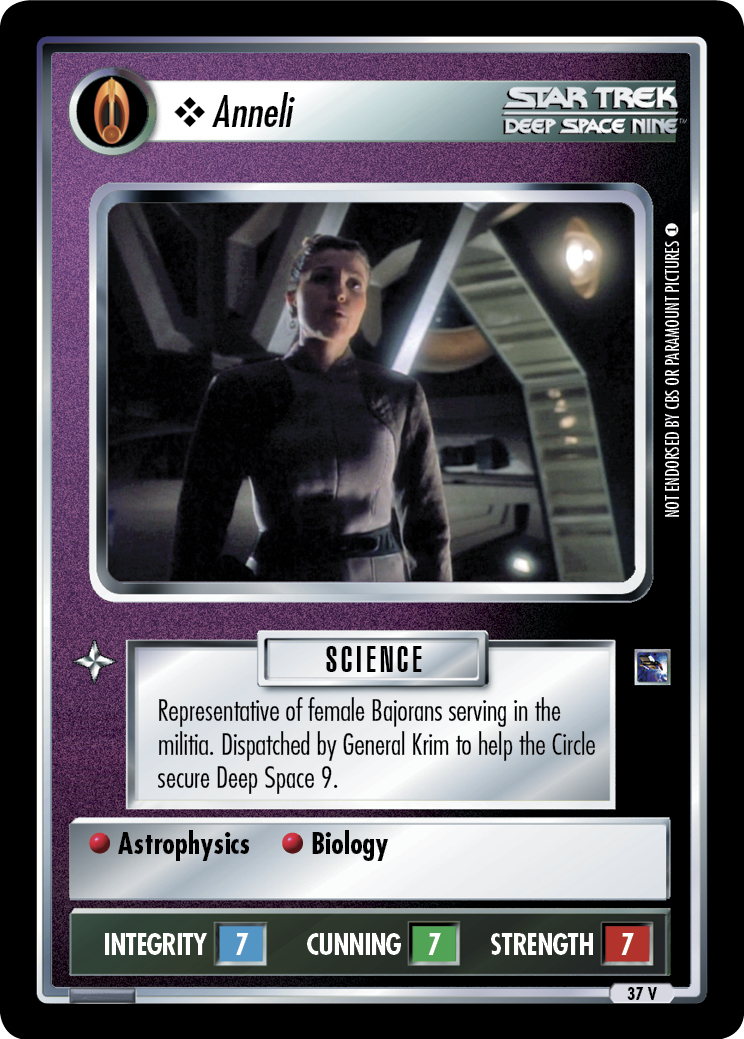 ❖ Anneli
STAR TREK
DEEP SPACE NINE™
NOT ENDORSED BY CBS OR PARAMOUNT PICTURES 1
SCIENCE
Representative of female Bajorans serving in the
militia. Dispatched by General Krim to help the Circle
secure Deep Space 9.
Astrophysics Biology
INTEGRITY 7 CUNNING 7 STRENGTH 7
37 V